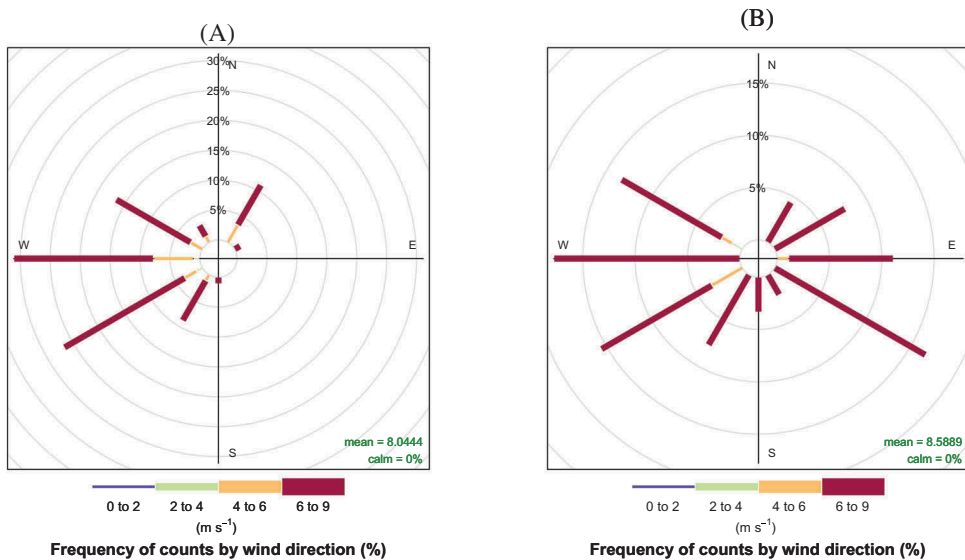 (A)
30%
N
25%
20%
15%
10%
5%
W
E
S
mean = 8.0444
calm = 0%
0 to 2 2 to 4 4 to 6 6 to 9
(m s⁻¹)
Frequency of counts by wind direction (%)
(B)
N
15%
10%
5%
W
E
S
mean = 8.5889
calm = 0%
0 to 2 2 to 4 4 to 6 6 to 9
(m s⁻¹)
Frequency of counts by wind direction (%)